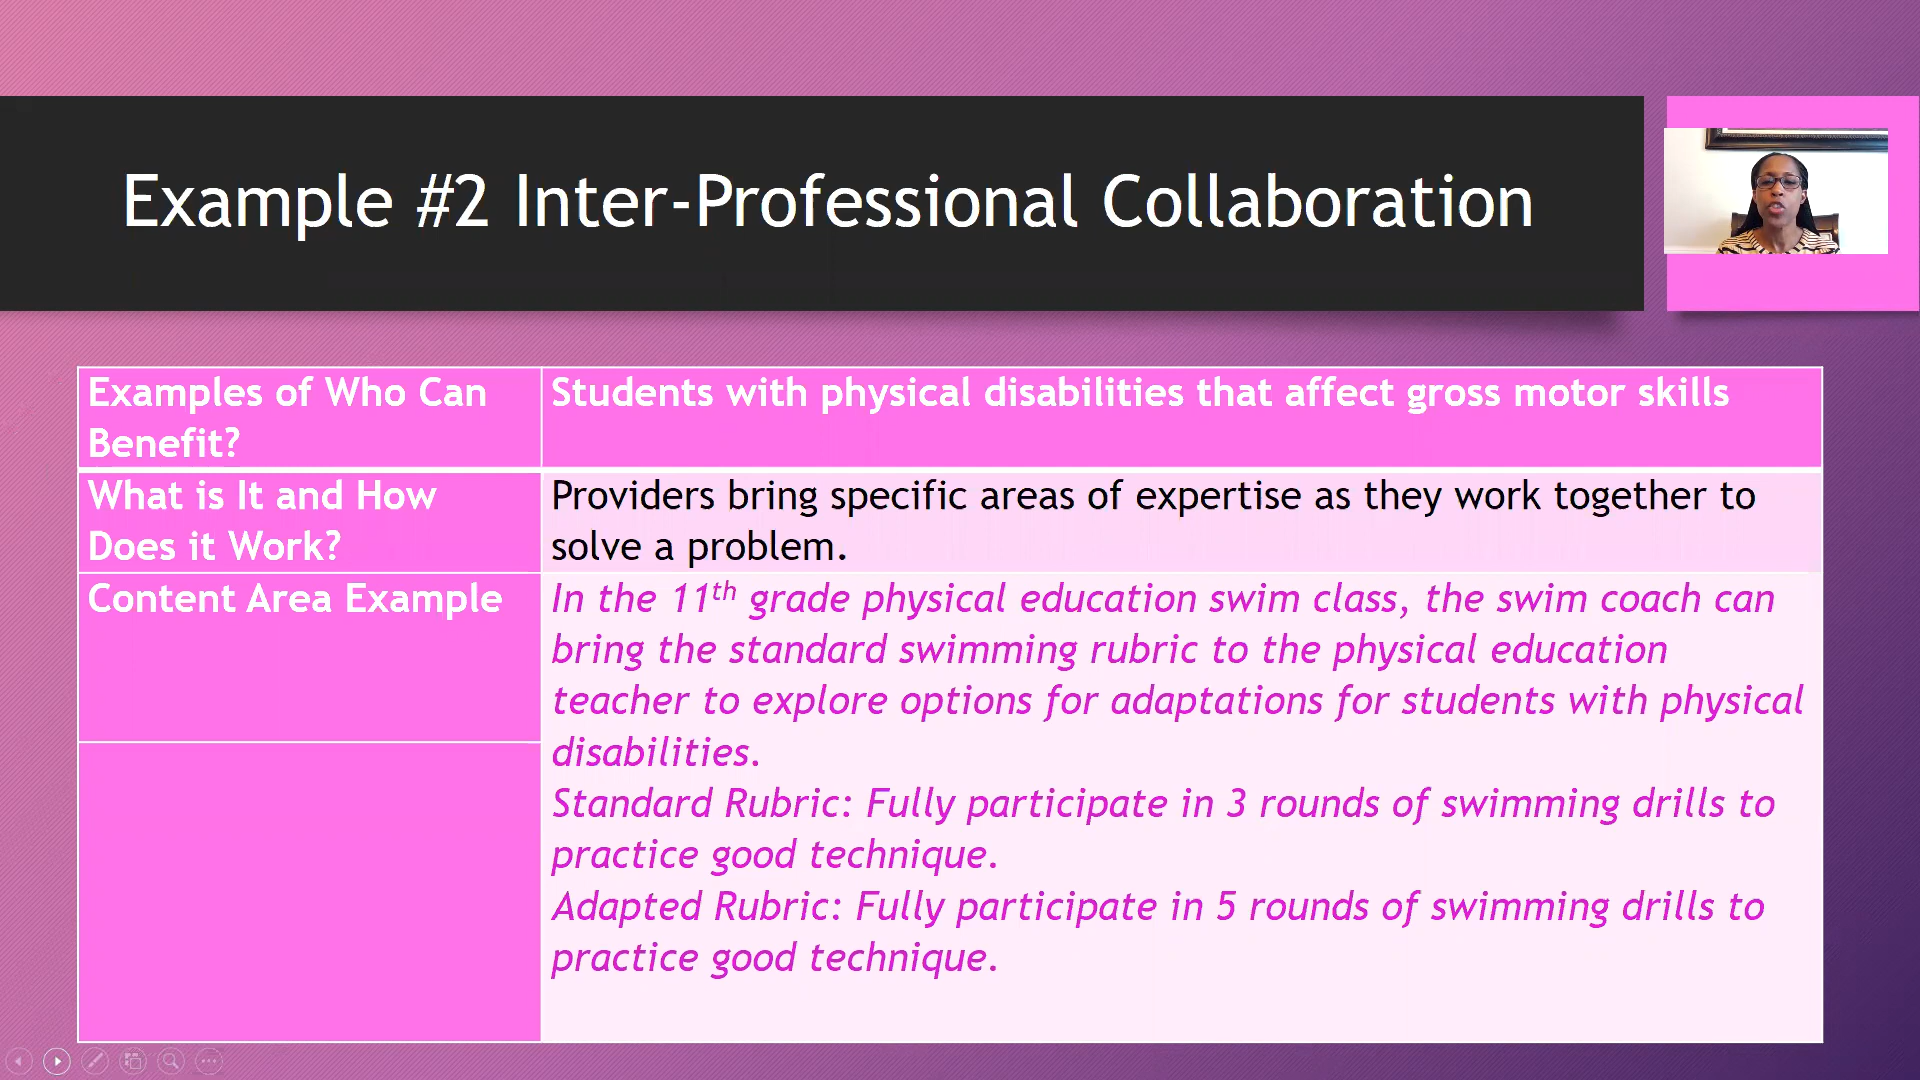 Example #2 Inter-Professional Collaboration
Examples of Who Can
Benefit?
Students with physical disabilities that affect gross motor skills
What is It and How
Does it Work?
Providers bring specific areas of expertise as they work together to
solve a problem.
Content Area Example
In the 11th grade physical education swim class, the swim coach can
bring the standard swimming rubric to the physical education
teacher to explore options for adaptations for students with physical
disabilities.
Standard Rubric: Fully participate in 3 rounds of swimming drills to
practice good technique.
Adapted Rubric: Fully participate in 5 rounds of swimming drills to
practice good technique.